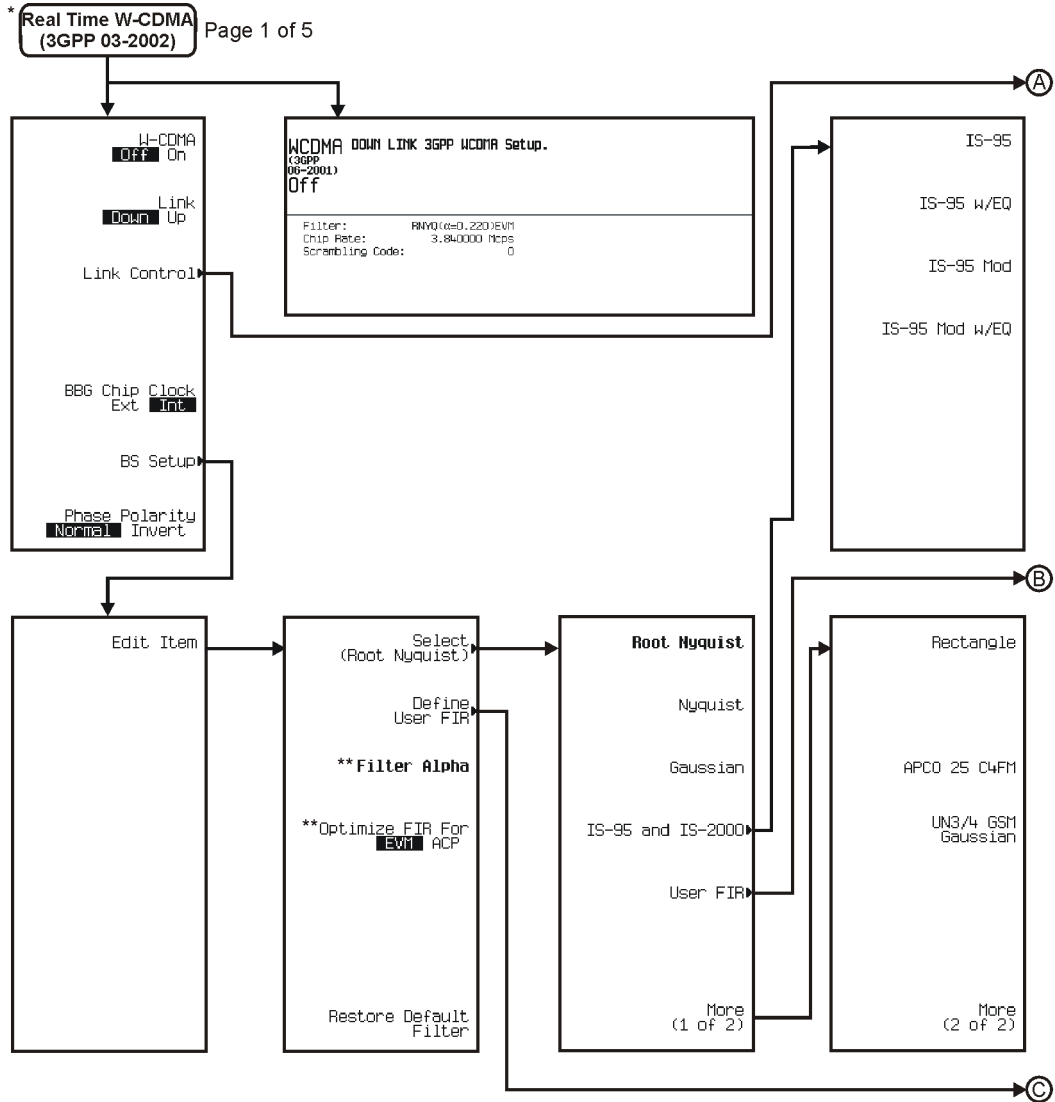 *
Real Time W-CDMA
(3GPP 03-2002)
Page 1 of 5
A
W-CDMA
Off On
Link
Down Up
Link Control
BBG Chip Clock
Ext Int
BS Setup
Phase Polarity
Normal Invert
WCDMA DOWN LINK 3GPP WCDMA Setup.
(3GPP
06-2001)
Off
Filter: RNYQ(α=0.220)EVM
Chip Rate: 3.840000 Mcps
Scrambling Code: 0
IS-95
IS-95 w/EQ
IS-95 Mod
IS-95 Mod w/EQ
B
Edit Item
Select
(Root Nyquist)
Define
User FIR
**Filter Alpha
**Optimize FIR For
EVM ACP
Restore Default
Filter
Root Nyquist
Nyquist
Gaussian
IS-95 and IS-2000
User FIR
More
(1 of 2)
Rectangle
APCO 25 C4FM
UN3/4 GSM
Gaussian
More
(2 of 2)
C